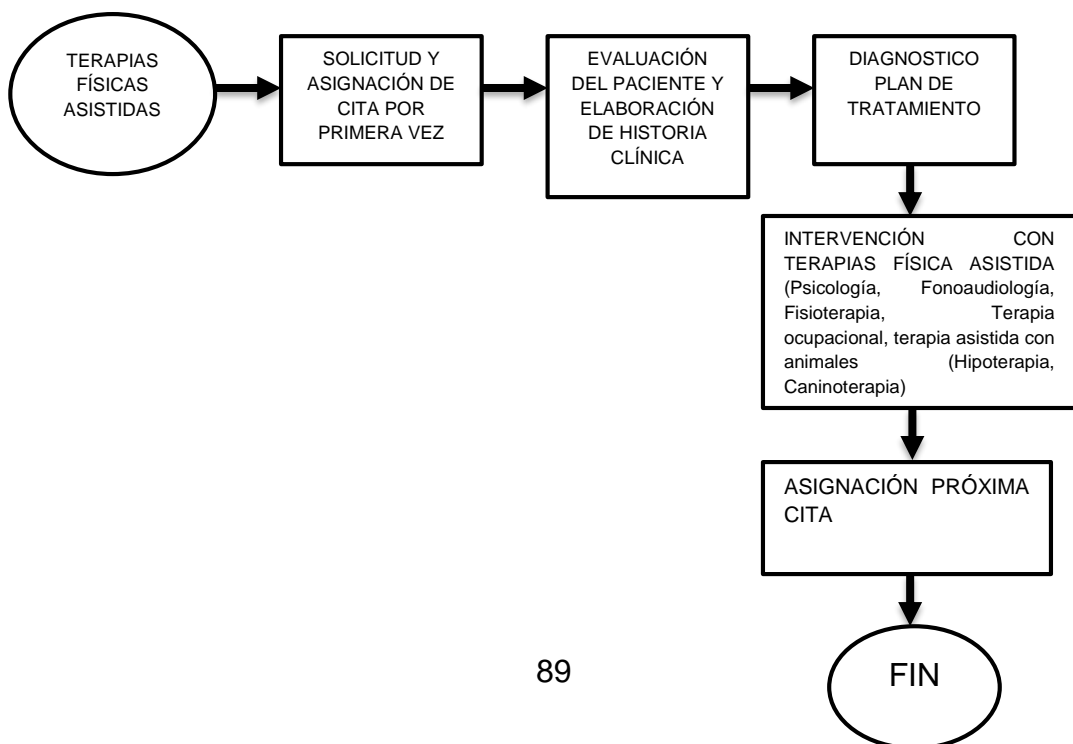 TERAPIAS
FÍSICAS
ASISTIDAS
SOLICITUD Y
ASIGNACIÓN DE
CITA POR
PRIMERA VEZ
EVALUACIÓN
DEL PACIENTE Y
ELABORACIÓN
DE HISTORIA
CLÍNICA
DIAGNOSTICO
PLAN DE
TRATAMIENTO
INTERVENCIÓN CON
TERAPIAS FÍSICA ASISTIDA
(Psicología, Fonoaudiología,
Fisioterapia, Terapia
ocupacional, terapia asistida con
animales (Hipoterapia,
Caninoterapia)
ASIGNACIÓN PRÓXIMA
CITA
FIN
89